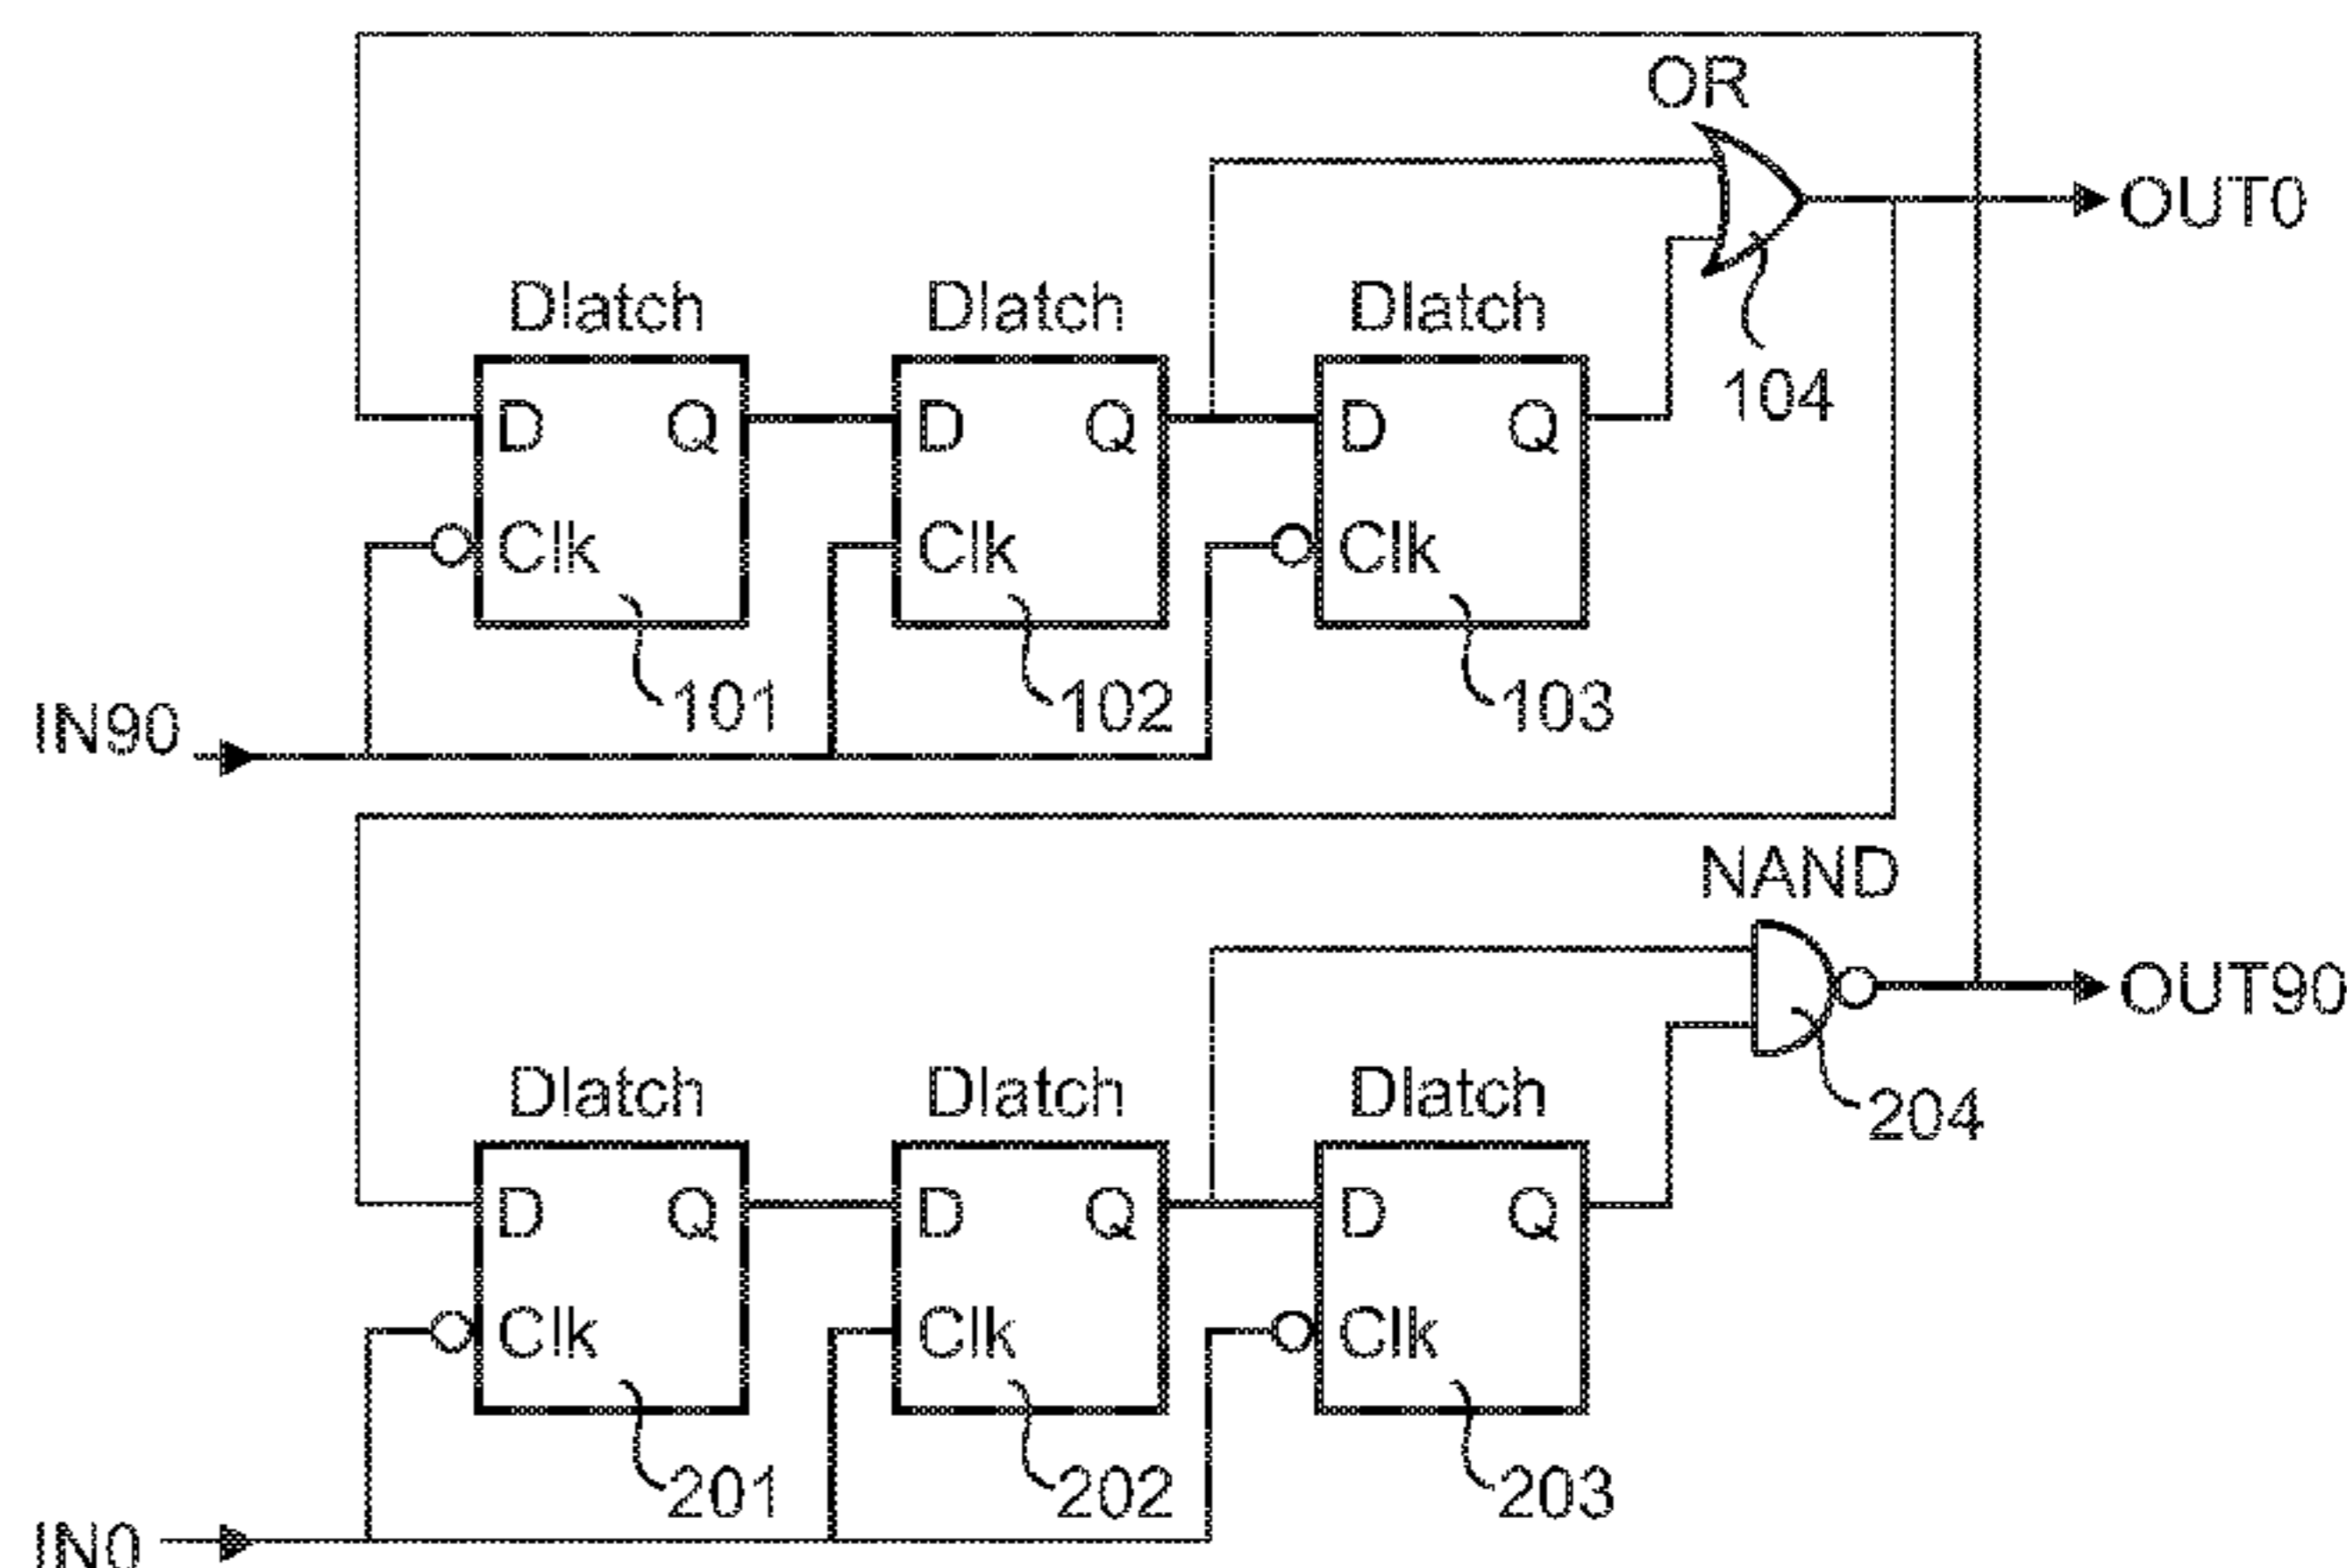 OR
OUT0
Dlatch Dlatch Dlatch
104
D Q D Q D Q
Clk Clk Clk
101 102 103
IN90
NAND
OUT90
Dlatch Dlatch Dlatch
204
D Q D Q D Q
Clk Clk Clk
201 202 203
IN0